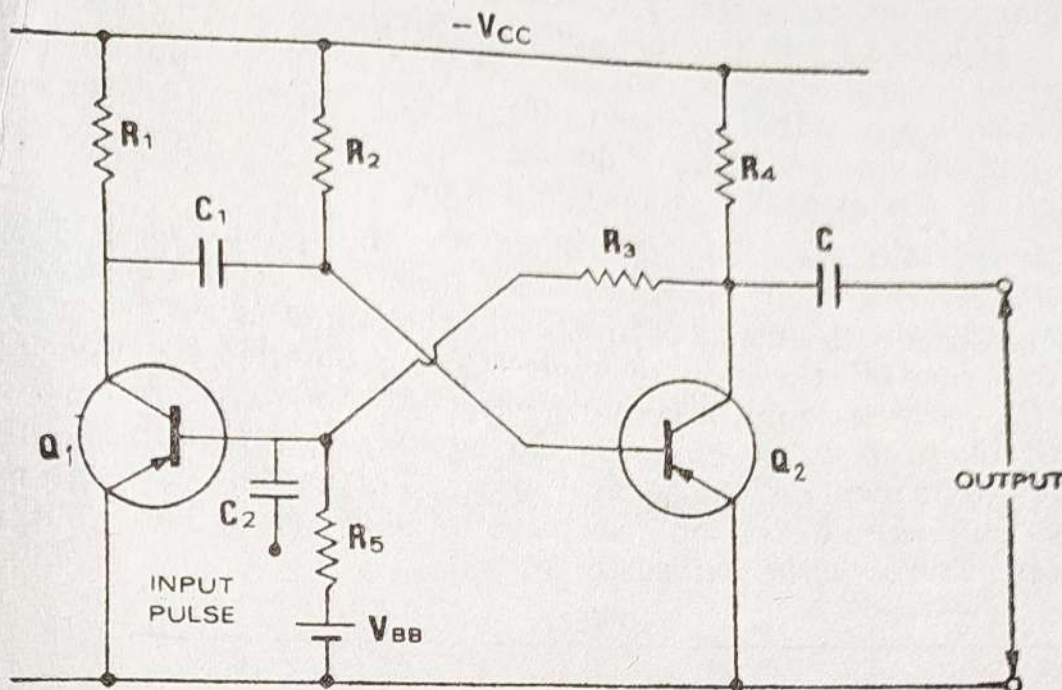 −VCC
R1
R2
R4
C1
R3
C
Q1
Q2
OUTPUT
C2
R5
INPUT
PULSE
VBB